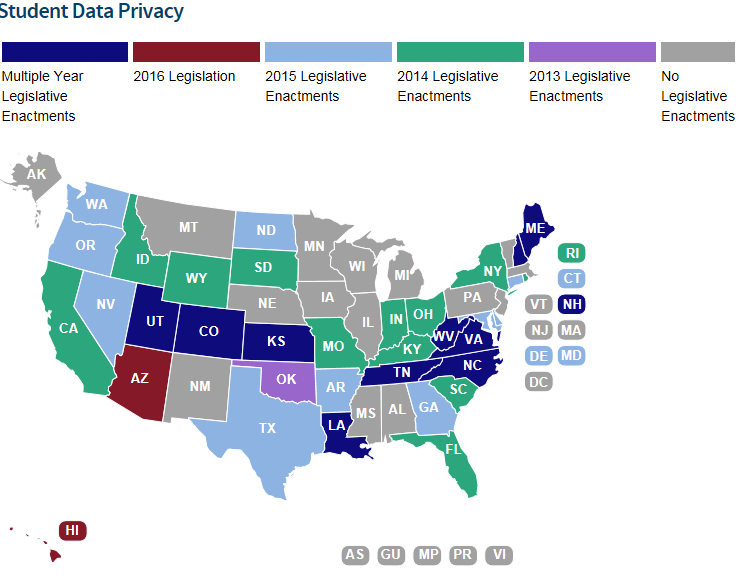 Student Data Privacy
Multiple Year
Legislative
Enactments
2016 Legislation
2015 Legislative
Enactments
2014 Legislative
Enactments
2013 Legislative
Enactments
No
Legislative
Enactments
AK
WA
MT
ND
MN
ME
OR
ID
SD
WI
MI
NY
RI
WY
CT
NV
NE
IA
PA
VT
NH
UT
CO
IL
IN
OH
NJ
MA
CA
KS
MO
KY
WV
VA
DE
MD
AZ
NM
OK
AR
TN
NC
DC
SC
TX
LA
MS
AL
GA
FL
HI
AS
GU
MP
PR
VI